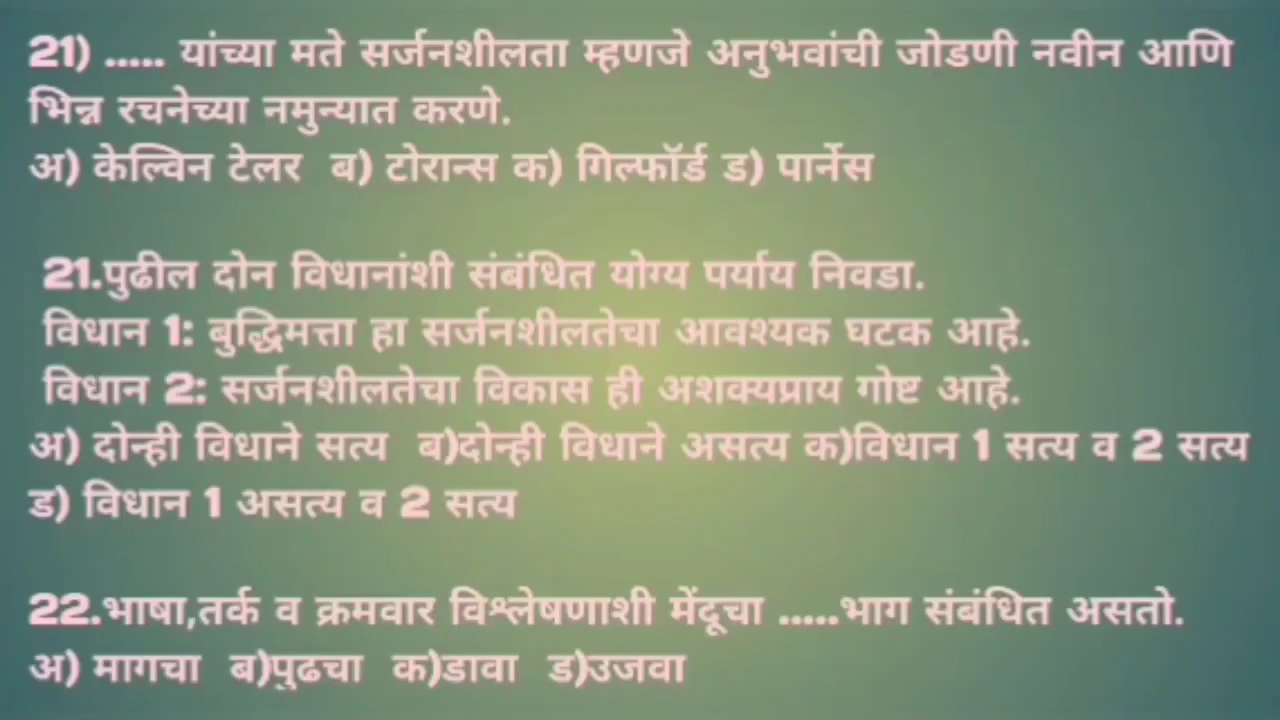 21) ..... यांच्या मते सर्जनशीलता म्हणजे अनुभवांची जोडणी नवीन आणि
भिन्न रचनेच्या नमुन्यात करणे.
अ) केल्विन टेलर ब) टोरान्स क) गिल्फॉर्ड ड) पार्नेस
21.पुढील दोन विधानांशी संबंधित योग्य पर्याय निवडा.
विधान 1: बुद्धिमत्ता हा सर्जनशीलतेचा आवश्यक घटक आहे.
विधान 2: सर्जनशीलतेचा विकास ही अशक्यप्राय गोष्ट आहे.
अ) दोन्ही विधाने सत्य ब)दोन्ही विधाने असत्य क)विधान 1 सत्य व 2 सत्य
ड) विधान 1 असत्य व 2 सत्य
22.भाषा,तर्क व क्रमवार विश्लेषणाशी मेंदूचा .....भाग संबंधित असतो.
अ) मागचा ब)पुढचा क)डावा ड)उजवा